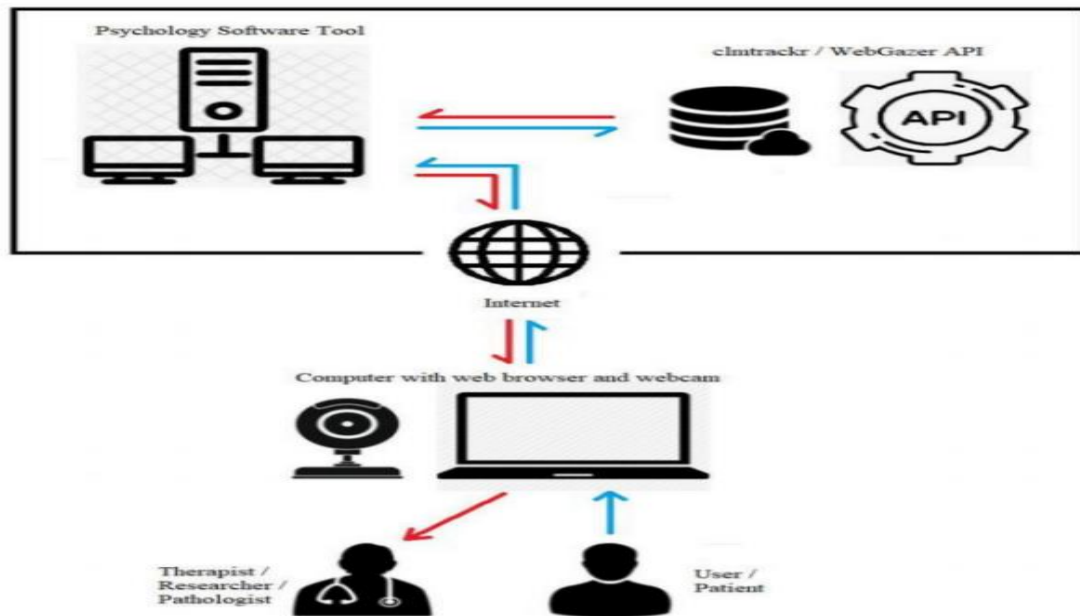 Psychology Software Tool
clmtrackr / WebGazer API
API
Internet
Computer with web browser and webcam
Therapist /
Researcher /
Pathologist
User /
Patient